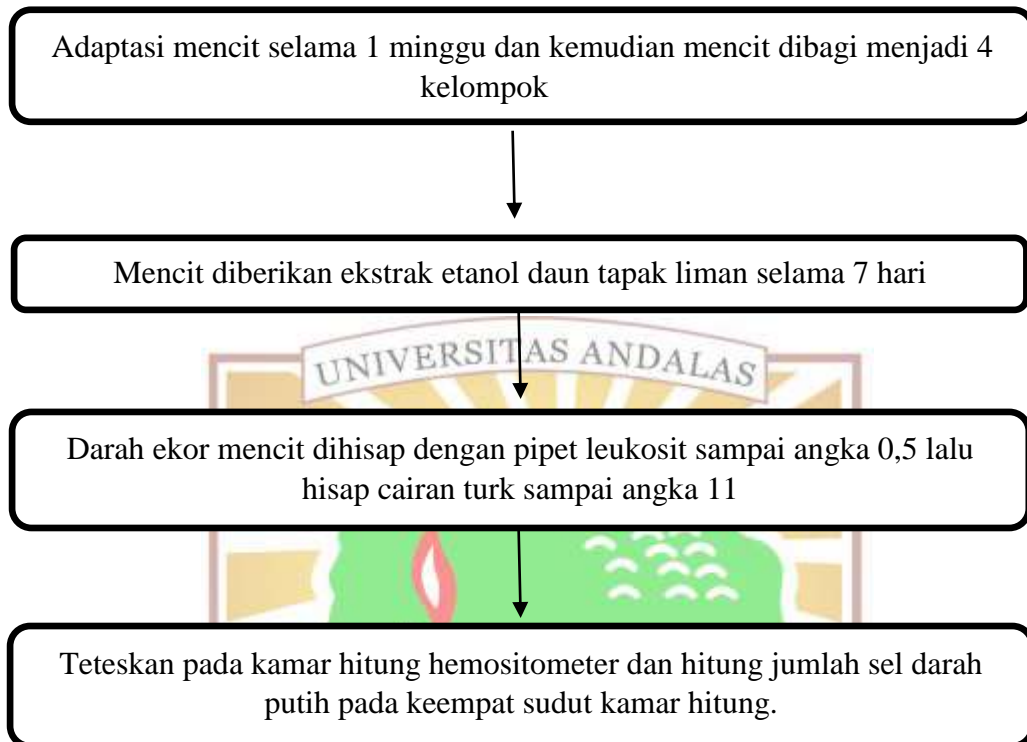 Adaptasi mencit selama 1 minggu dan kemudian mencit dibagi menjadi 4
kelompok
Mencit diberikan ekstrak etanol daun tapak liman selama 7 hari
UNIVERSITAS ANDALAS
Darah ekor mencit dihisap dengan pipet leukosit sampai angka 0,5 lalu
hisap cairan turk sampai angka 11
Teteskan pada kamar hitung hemositometer dan hitung jumlah sel darah
putih pada keempat sudut kamar hitung.